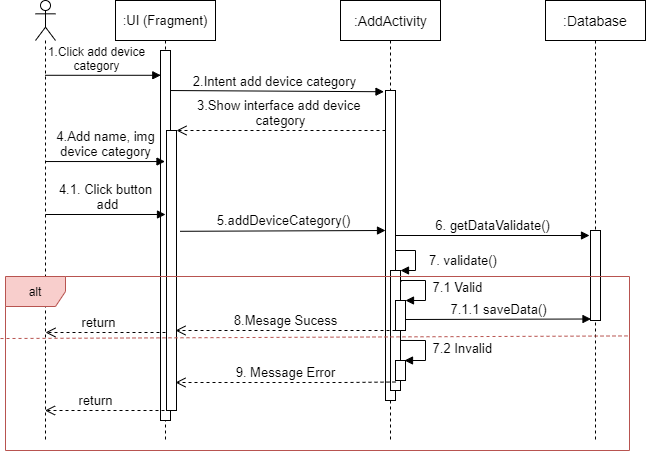 :UI (Fragment)
:AddActivity
:Database
1.Click add device
category
2.Intent add device category
3.Show interface add device
category
4.Add name, img
device category
4.1. Click button
add
5.addDeviceCategory()
6. getDataValidate()
7. validate()
alt
7.1 Valid
7.1.1 saveData()
8.Mesage Sucess
return
7.2 Invalid
9. Message Error
return